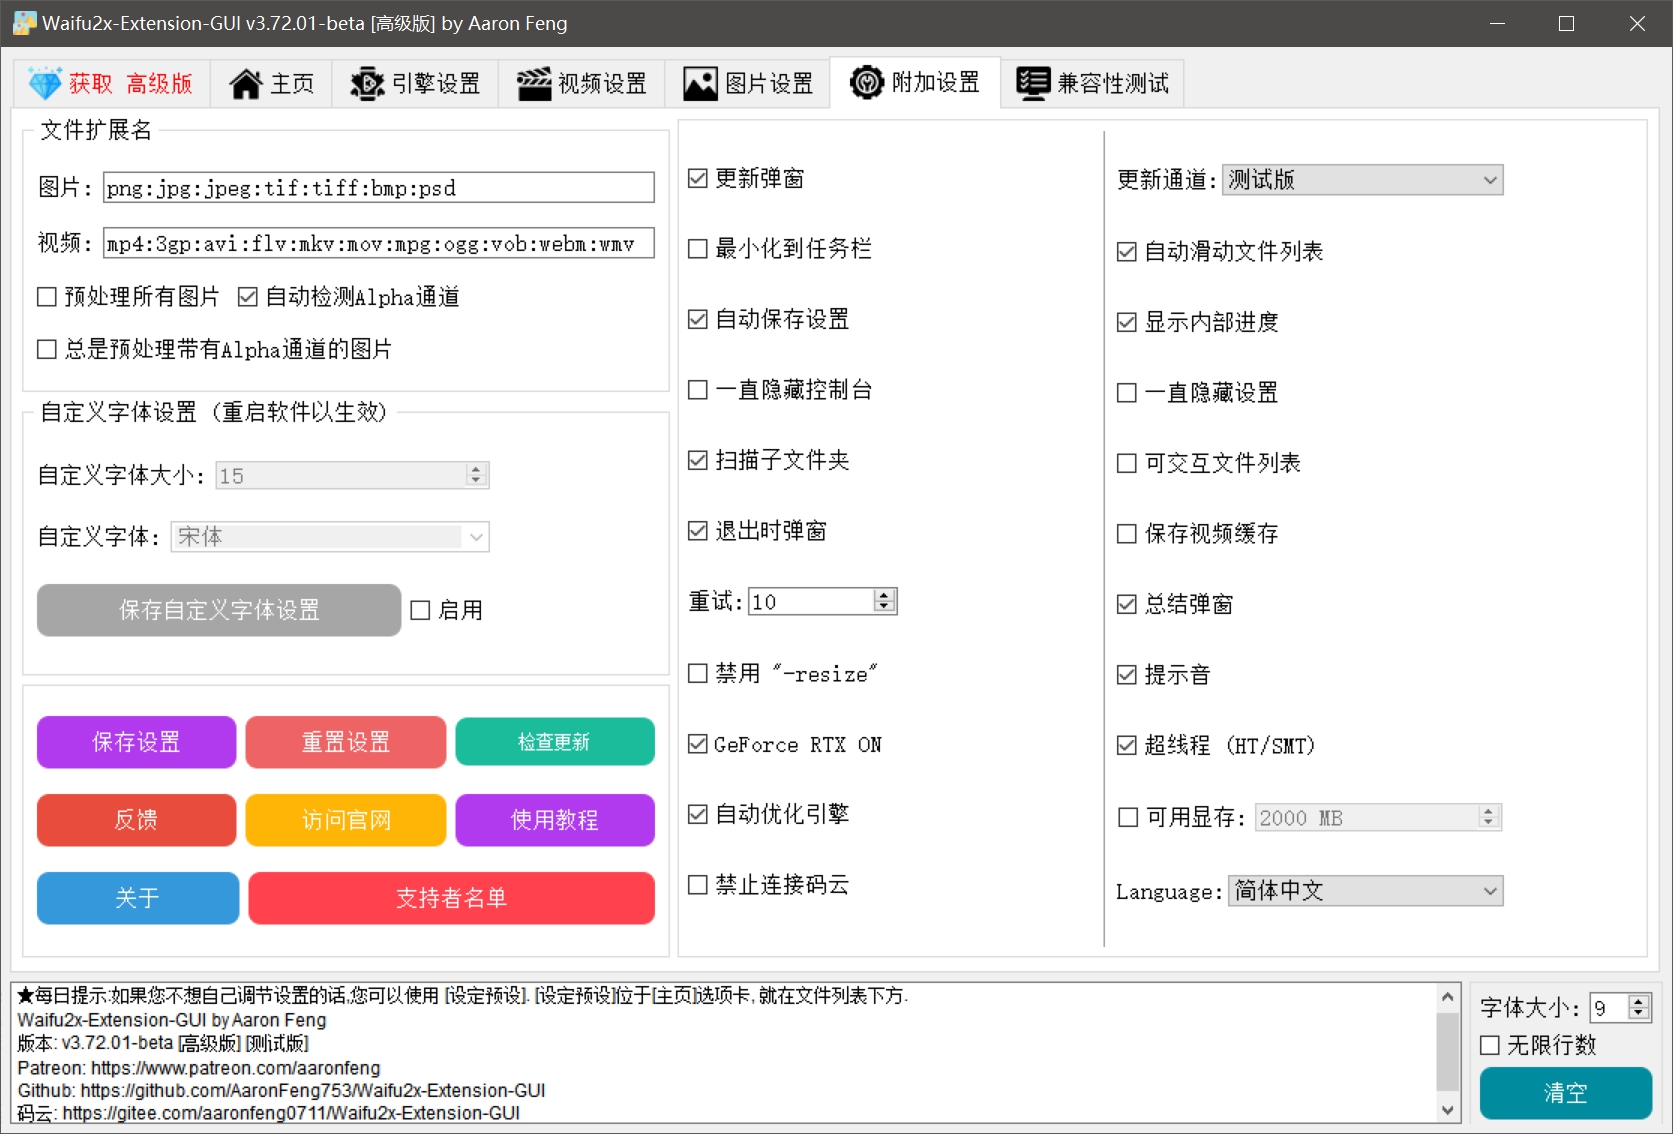 Waifu2x-Extension-GUI v3.72.01-beta [高级版] by Aaron Feng
获取 高级版
主页
引擎设置
视频设置
图片设置
附加设置
兼容性测试
文件扩展名
图片: png:jpg:jpeg:tif:tiff:bmp:psd
视频: mp4:3gp:avi:flv:mkv:mov:mpg:ogg:vob:webm:wmv
预处理所有图片 自动检测Alpha通道
总是预处理带有Alpha通道的图片
自定义字体设置 (重启软件以生效)
自定义字体大小: 15
自定义字体: 宋体
保存自定义字体设置 启用
保存设置 重置设置 检查更新
反馈 访问官网 使用教程
关于 支持者名单
更新弹窗
最小化到任务栏
自动保存设置
一直隐藏控制台
扫描子文件夹
退出时弹窗
重试: 10
禁用 "-resize"
GeForce RTX ON
自动优化引擎
禁止连接码云
更新通道: 测试版
自动滑动文件列表
显示内部进度
一直隐藏设置
可交互文件列表
保存视频缓存
总结弹窗
提示音
超线程 (HT/SMT)
可用显存: 2000 MB
Language: 简体中文
★每日提示:如果您不想自己调节设置的话,您可以使用 [设定预设]. [设定预设]位于[主页]选项卡, 就在文件列表下方.
Waifu2x-Extension-GUI by Aaron Feng
版本: v3.72.01-beta [高级版] [测试版]
Patreon: https://www.patreon.com/aaronfeng
Github: https://github.com/AaronFeng753/Waifu2x-Extension-GUI
码云: https://gitee.com/aaronfeng0711/Waifu2x-Extension-GUI
字体大小: 9
无限行数
清空